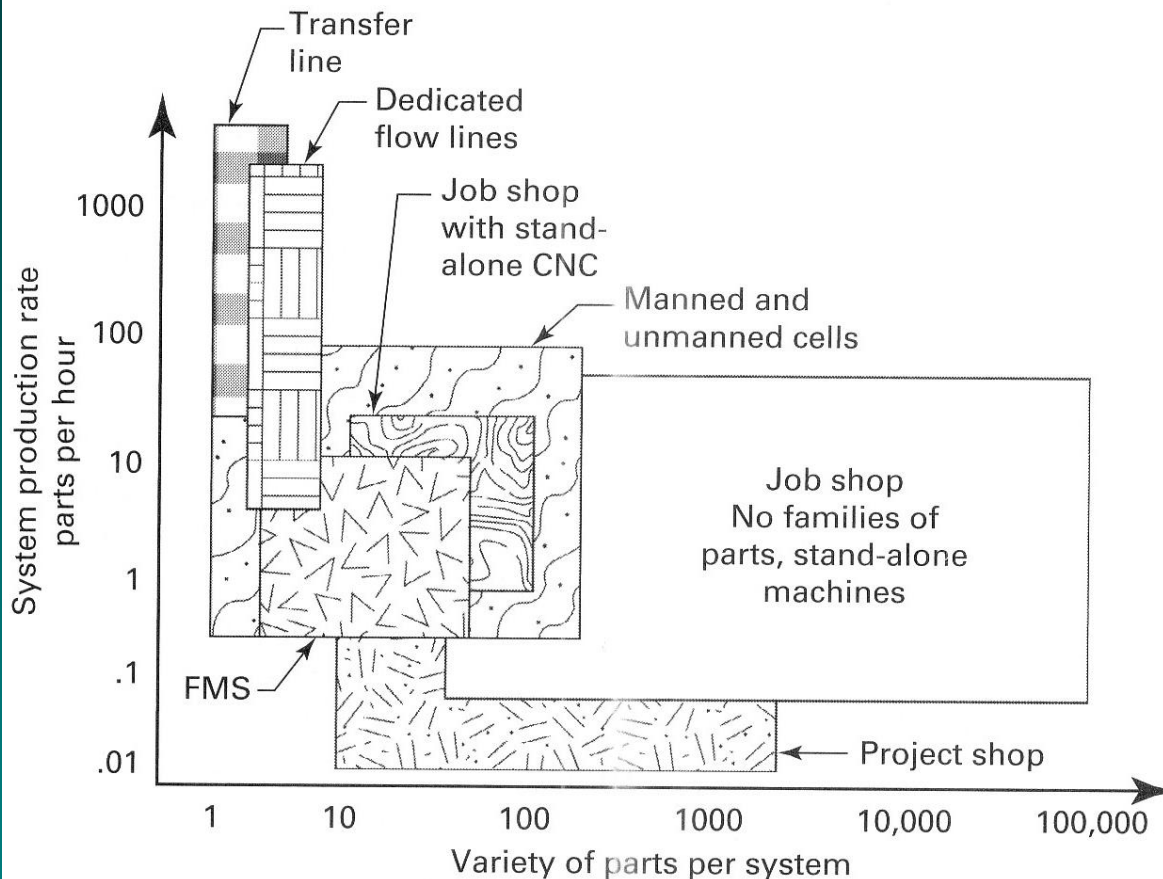 Transfer
line
Dedicated
flow lines
Job shop
with stand-
alone CNC
Manned and
unmanned cells
System production rate
parts per hour
1000
100
10
1
.1
.01
Job shop
No families of
parts, stand-alone
machines
FMS
Project shop
1 10 100 1000 10,000 100,000
Variety of parts per system